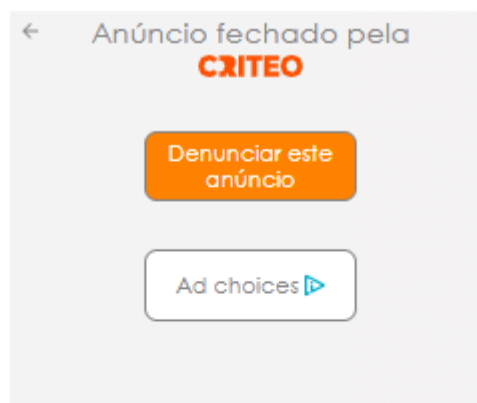 Anúncio fechado pela
CRITEO
Denunciar este
anúncio
Ad choices